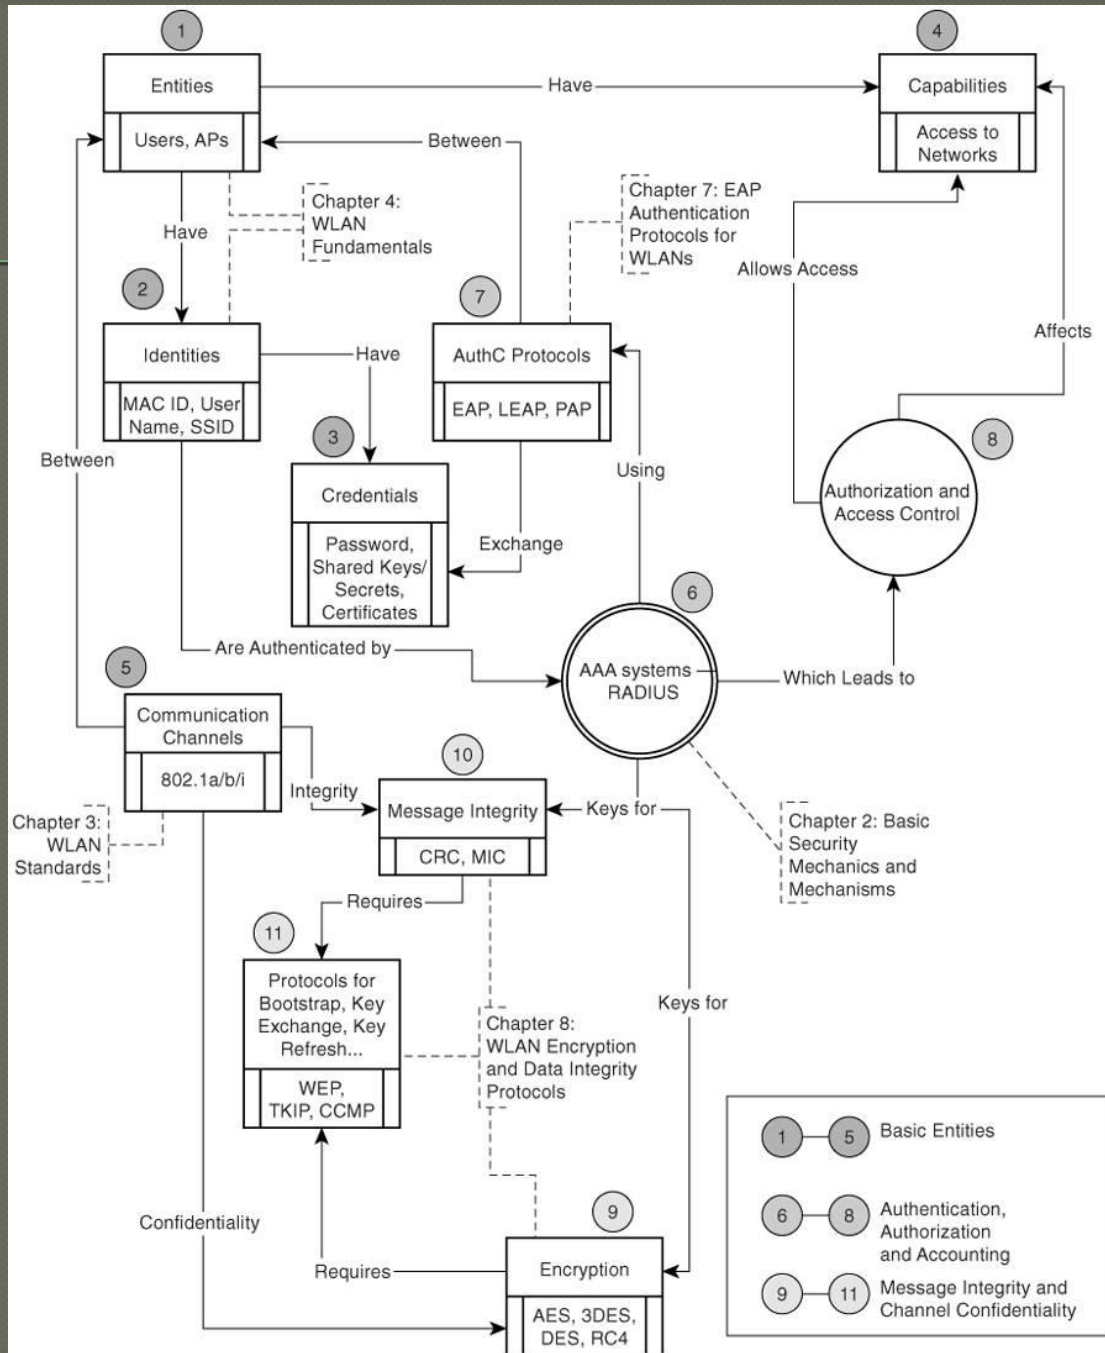 1
4
Entities
Users, APs
Have
Capabilities
Access to
Networks
Between
Chapter 4:
WLAN
Fundamentals
Chapter 7: EAP
Authentication
Protocols for
WLANs
Have
Allows Access
Affects
2
Identities
MAC ID, User
Name, SSID
Have
7
AuthC Protocols
EAP, LEAP, PAP
Between
3
Credentials
Password,
Shared Keys/
Secrets,
Certificates
Exchange
Using
8
Authorization and
Access Control
6
AAA systems
RADIUS
Are Authenticated by
Which Leads to
5
Communication
Channels
802.1a/b/i
Integrity
10
Message Integrity
CRC, MIC
Keys for
Chapter 3:
WLAN
Standards
Chapter 2: Basic
Security
Mechanics and
Mechanisms
Requires
11
Protocols for
Bootstrap, Key
Exchange, Key
Refresh...
WEP,
TKIP, CCMP
Keys for
Chapter 8:
WLAN Encryption
and Data Integrity
Protocols
Confidentiality
Requires
9
Encryption
AES, 3DES,
DES, RC4
1 5 Basic Entities
6 8 Authentication,
Authorization
and Accounting
9 11 Message Integrity and
Channel Confidentiality